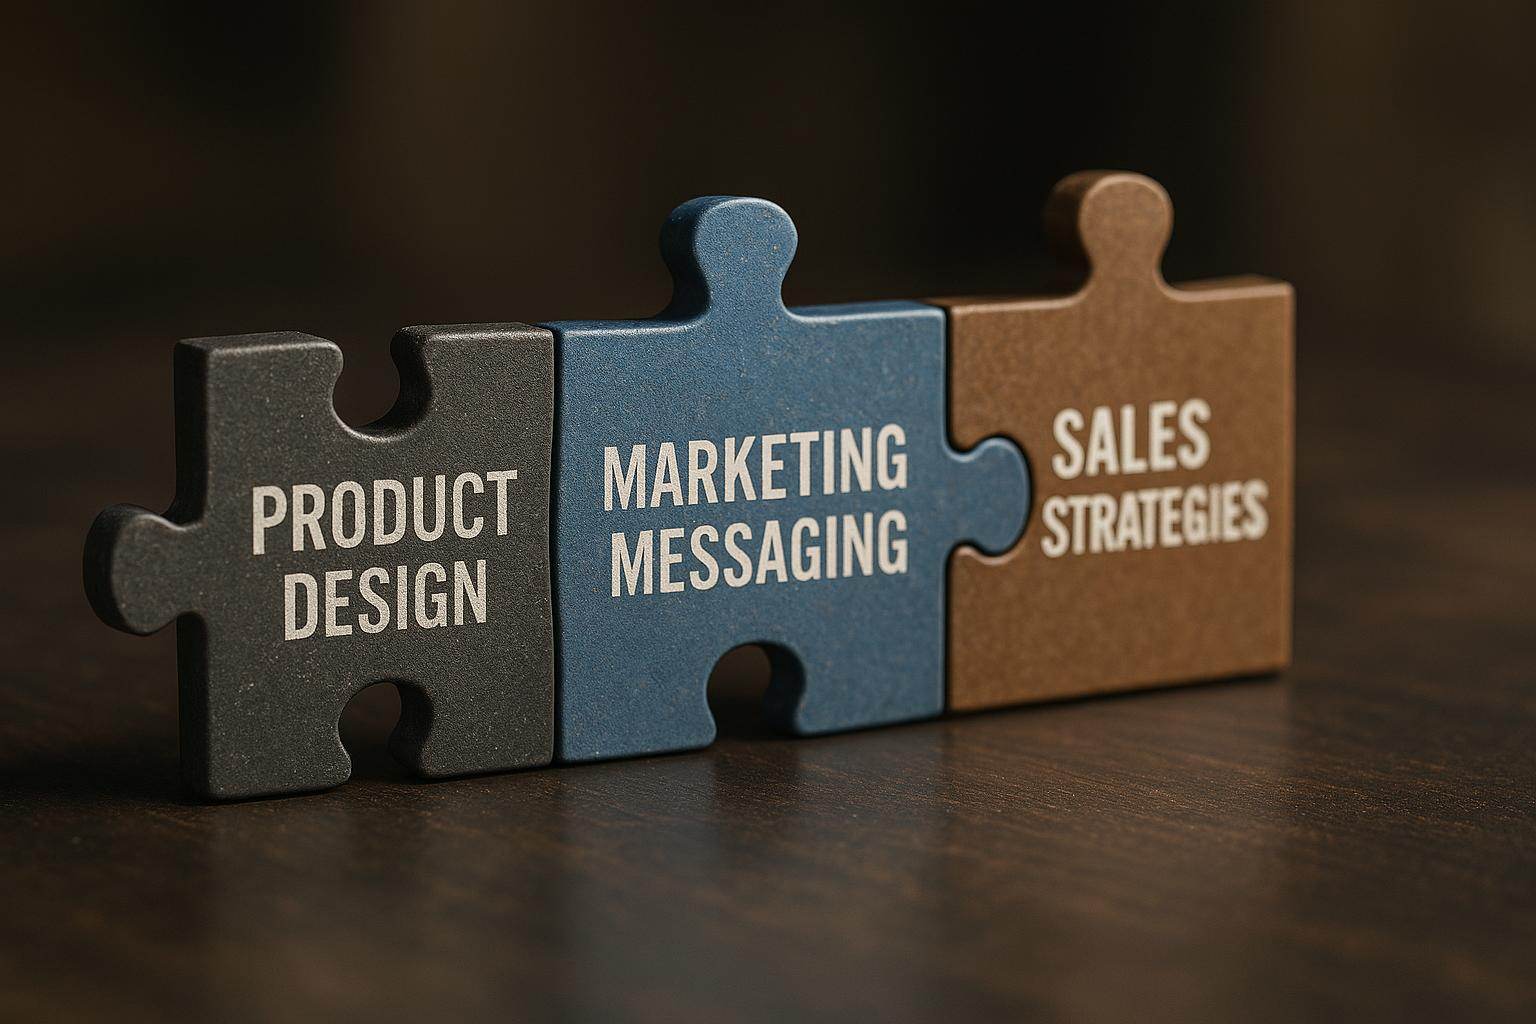 PRODUCT
DESIGN
MARKETING
MESSAGING
SALES
STRATEGIES